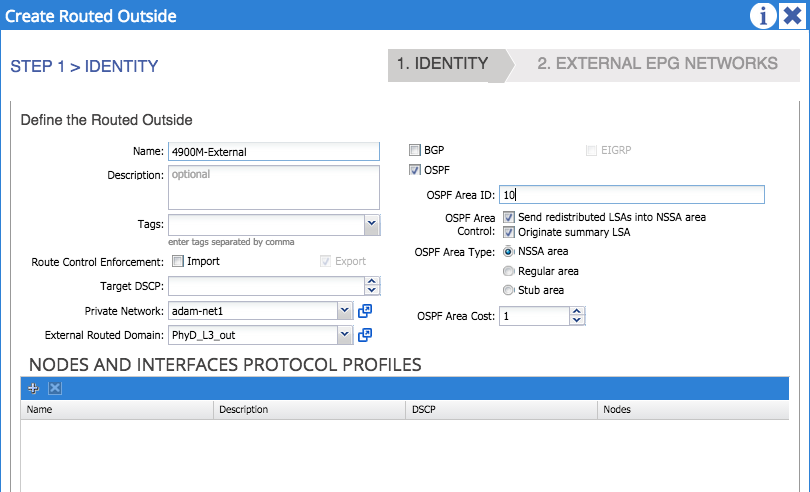 Create Routed Outside
STEP 1 > IDENTITY
1. IDENTITY
2. EXTERNAL EPG NETWORKS
Define the Routed Outside
Name: 4900M-External
Description: optional
Tags:
enter tags separated by comma
Route Control Enforcement: Import Export
Target DSCP:
Private Network: adam-net1
External Routed Domain: PhyD_L3_out
BGP EIGRP
OSPF
OSPF Area ID: 10
OSPF Area Control: Send redistributed LSAs into NSSA area
Originate summary LSA
OSPF Area Type: NSSA area
Regular area
Stub area
OSPF Area Cost: 1
NODES AND INTERFACES PROTOCOL PROFILES
Name Description DSCP Nodes